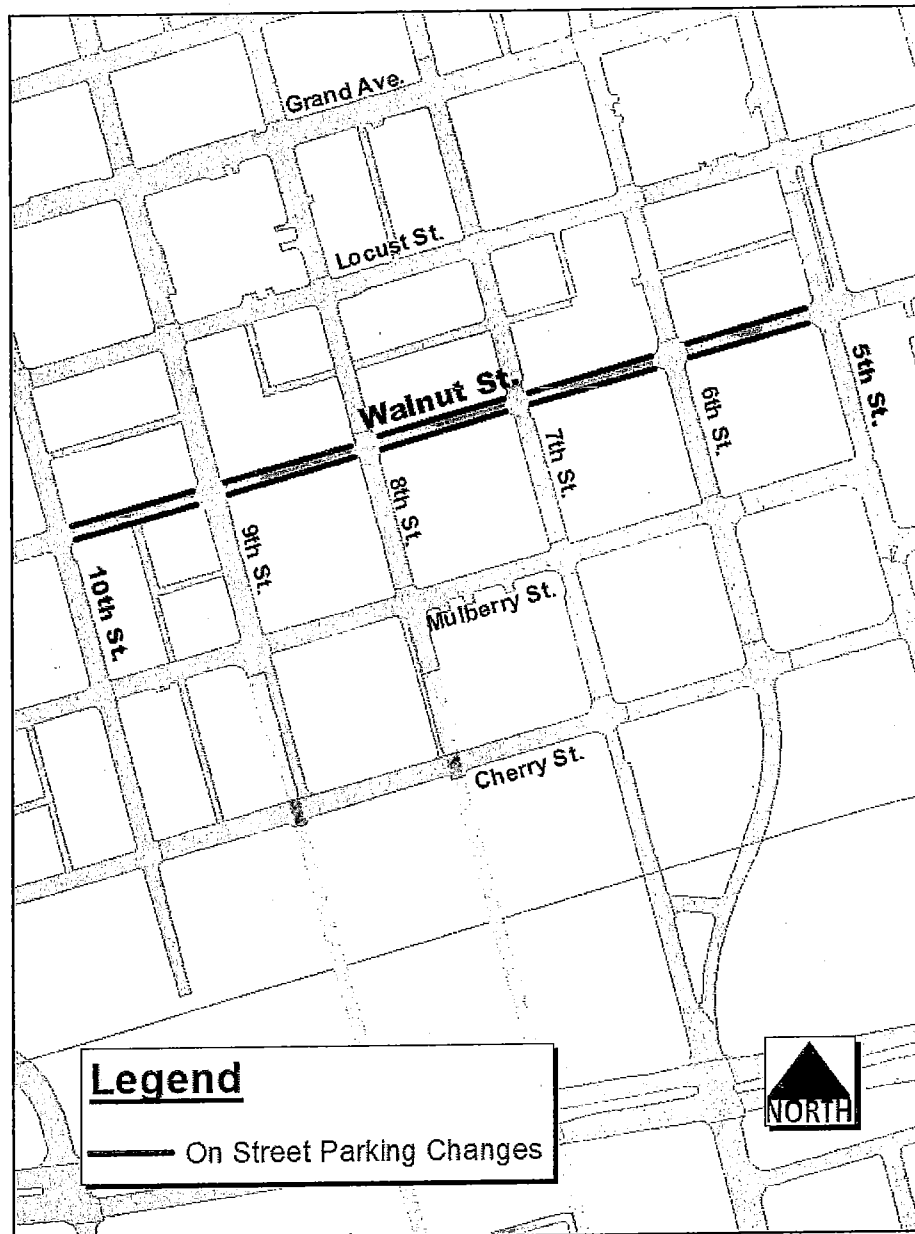 Grand Ave.
Locust St.
Walnut St.
5th St.
6th St.
7th St.
8th St.
9th St.
10th St.
Mulberry St.
Cherry St.
Legend
On Street Parking Changes
NORTH